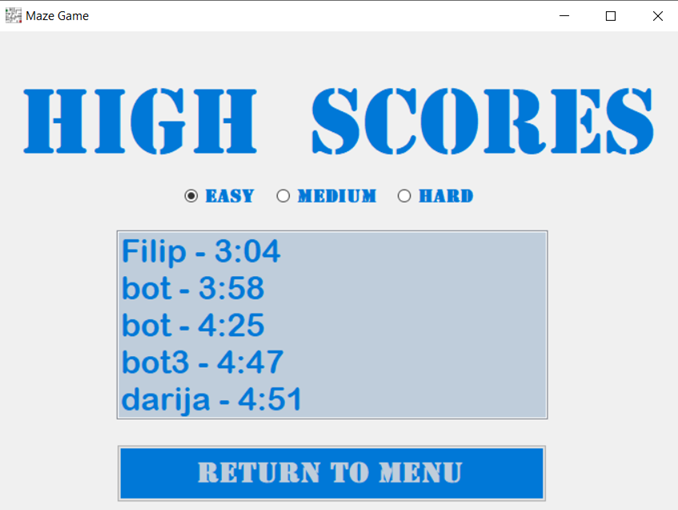 Maze Game
HIGH SCORES
EASY MEDIUM HARD
Filip - 3:04
bot - 3:58
bot - 4:25
bot3 - 4:47
darija - 4:51
RETURN TO MENU